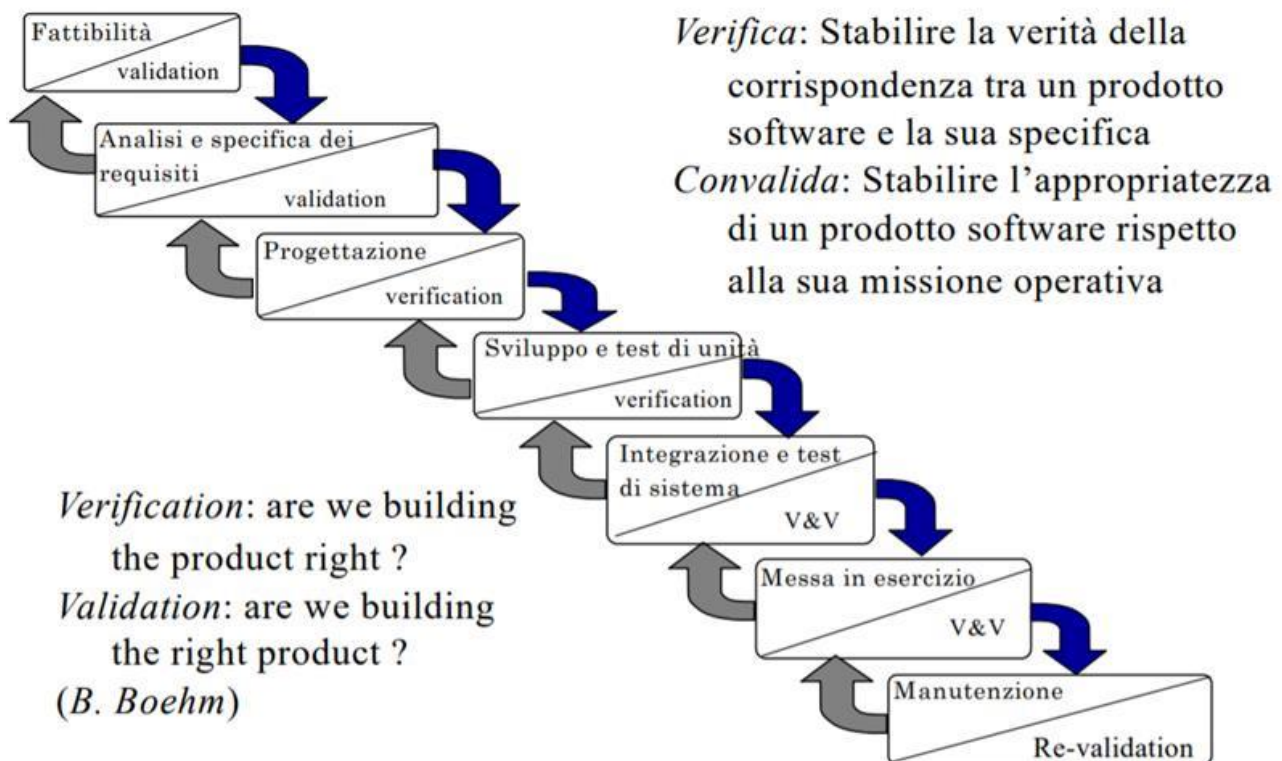 Fattibilità
validation
Analisi e specifica dei
requisiti
validation
Progettazione
verification
Sviluppo e test di unità
verification
Integrazione e test
di sistema
V&V
Messa in esercizio
V&V
Manutenzione
Re-validation
Verifica: Stabilire la verità della
corrispondenza tra un prodotto
software e la sua specifica
Convalida: Stabilire l'appropriatezza
di un prodotto software rispetto
alla sua missione operativa
Verification: are we building
the product right ?
Validation: are we building
the right product ?
(B. Boehm)